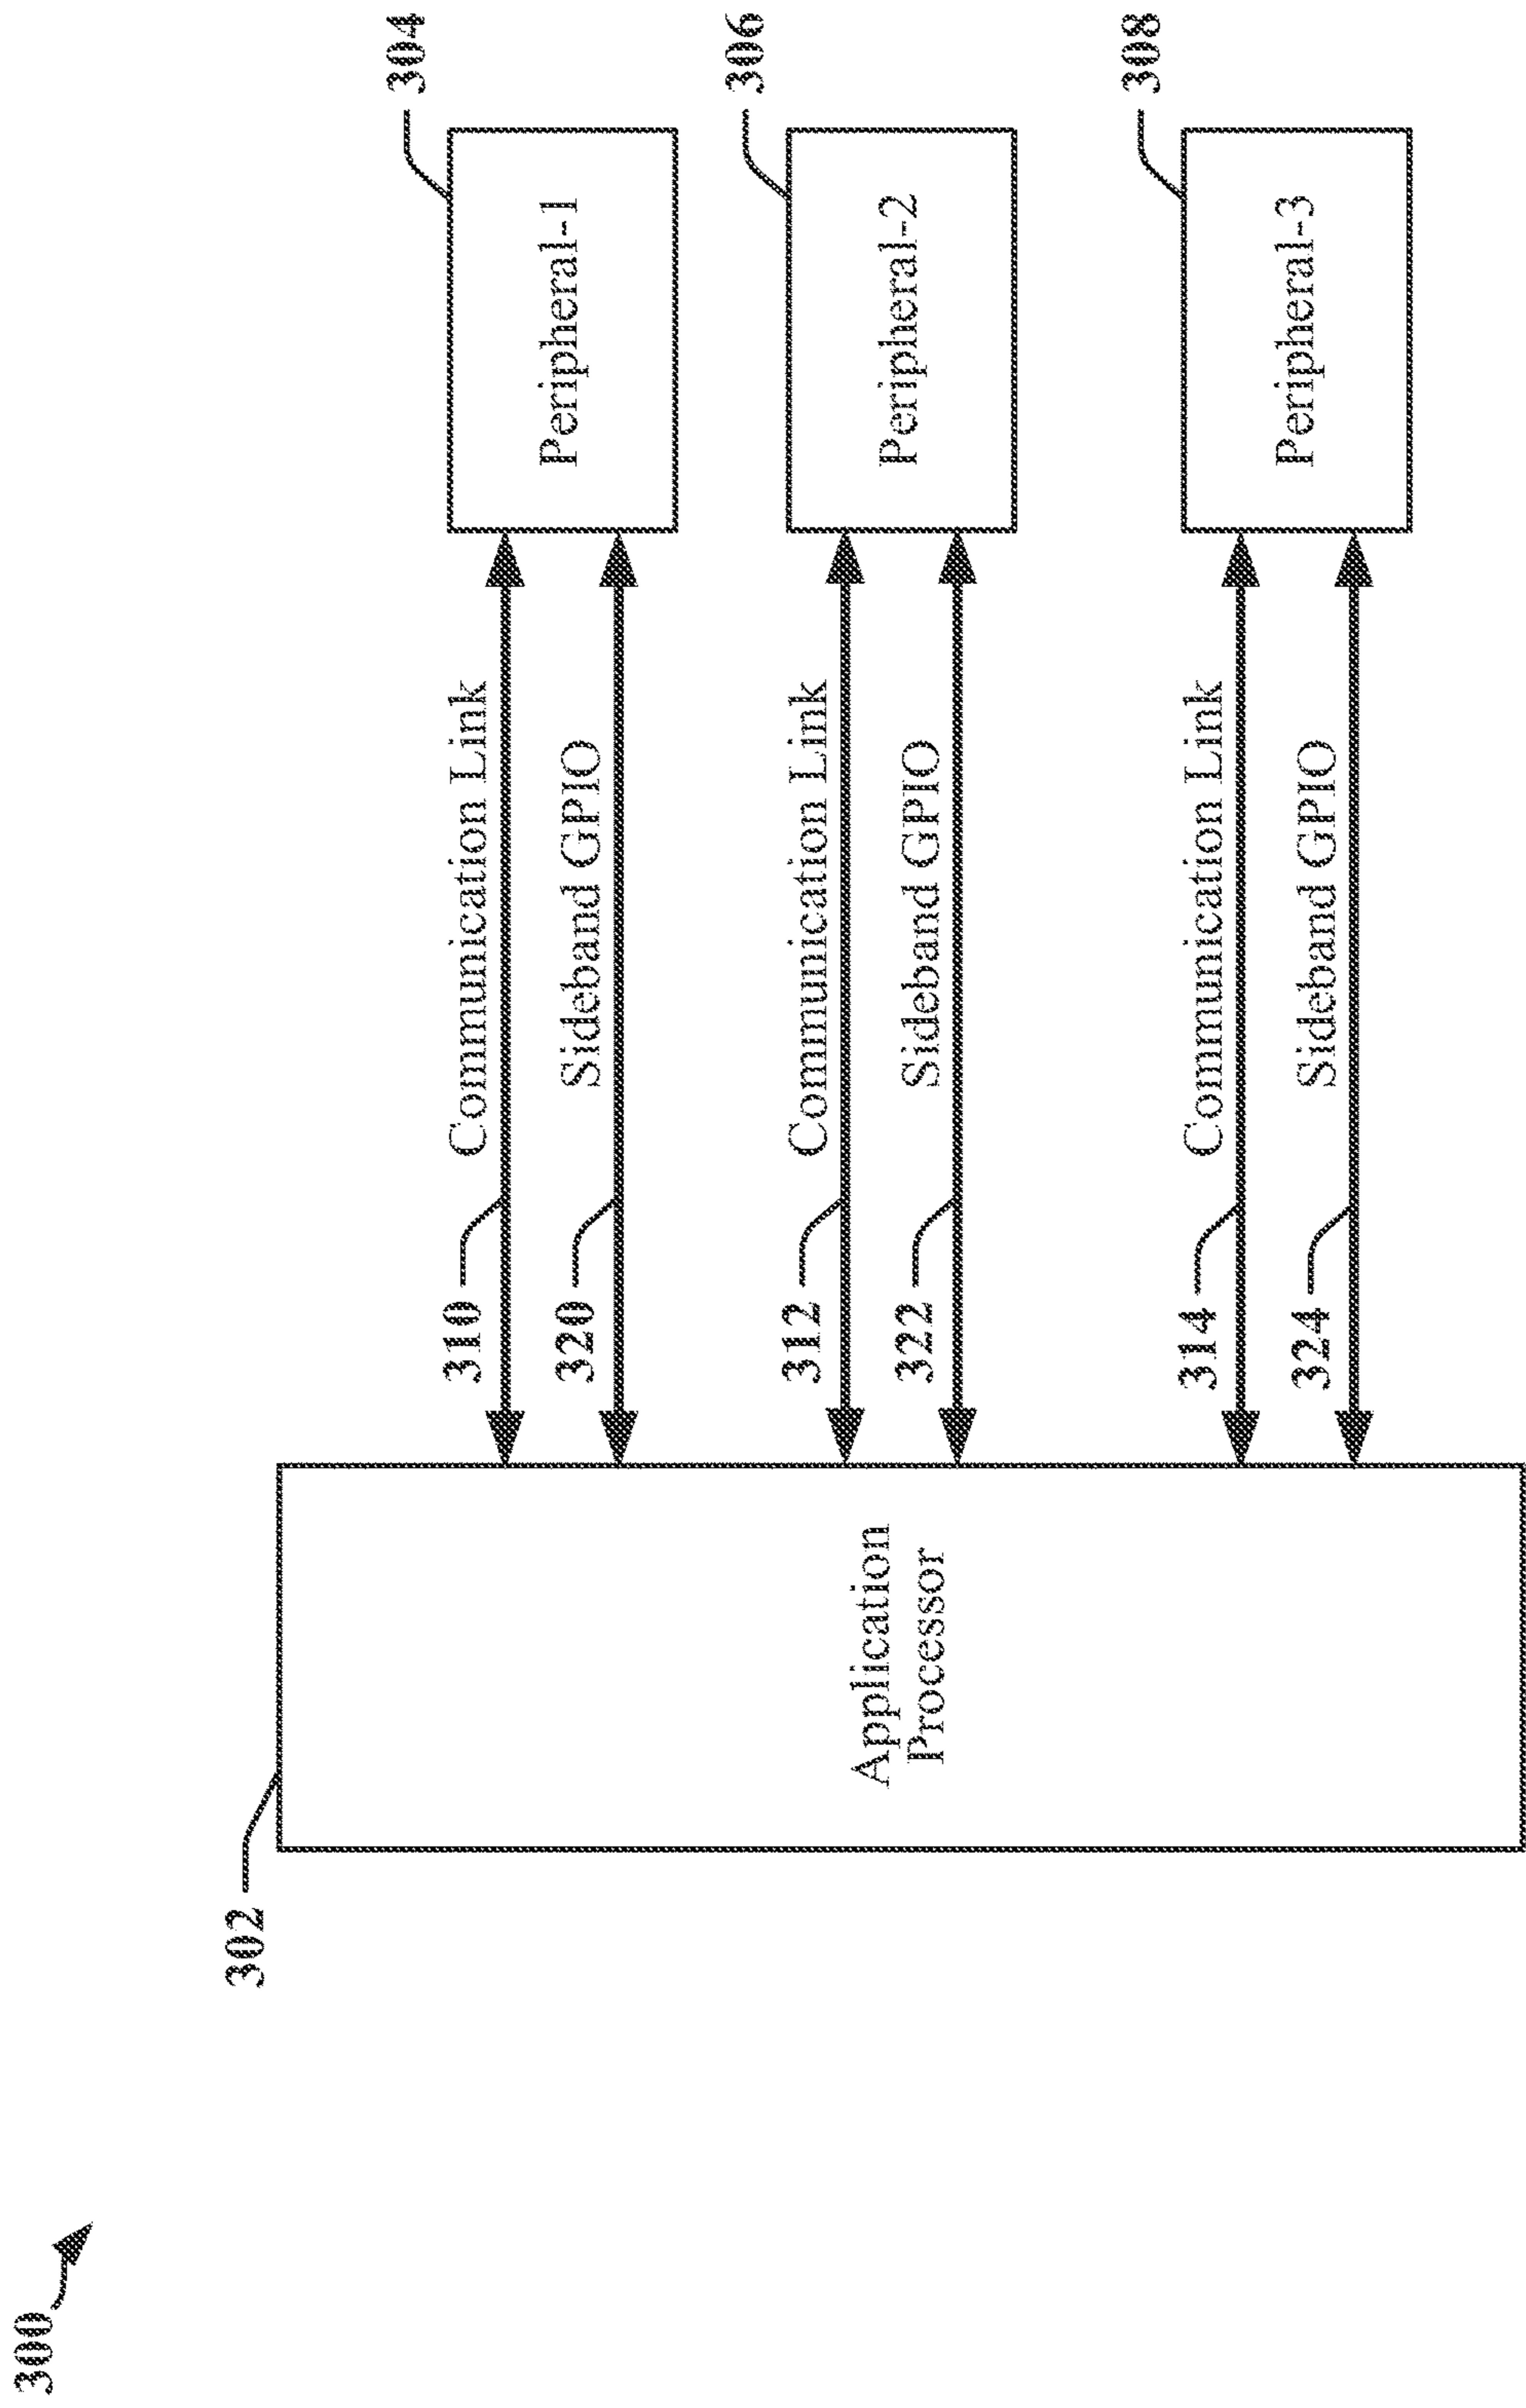 300
302
Application
Processor
310
Communication Link
304
Peripheral-1
320
Sideband GPIO
312
Communication Link
306
Peripheral-2
322
Sideband GPIO
314
Communication Link
308
Peripheral-3
324
Sideband GPIO